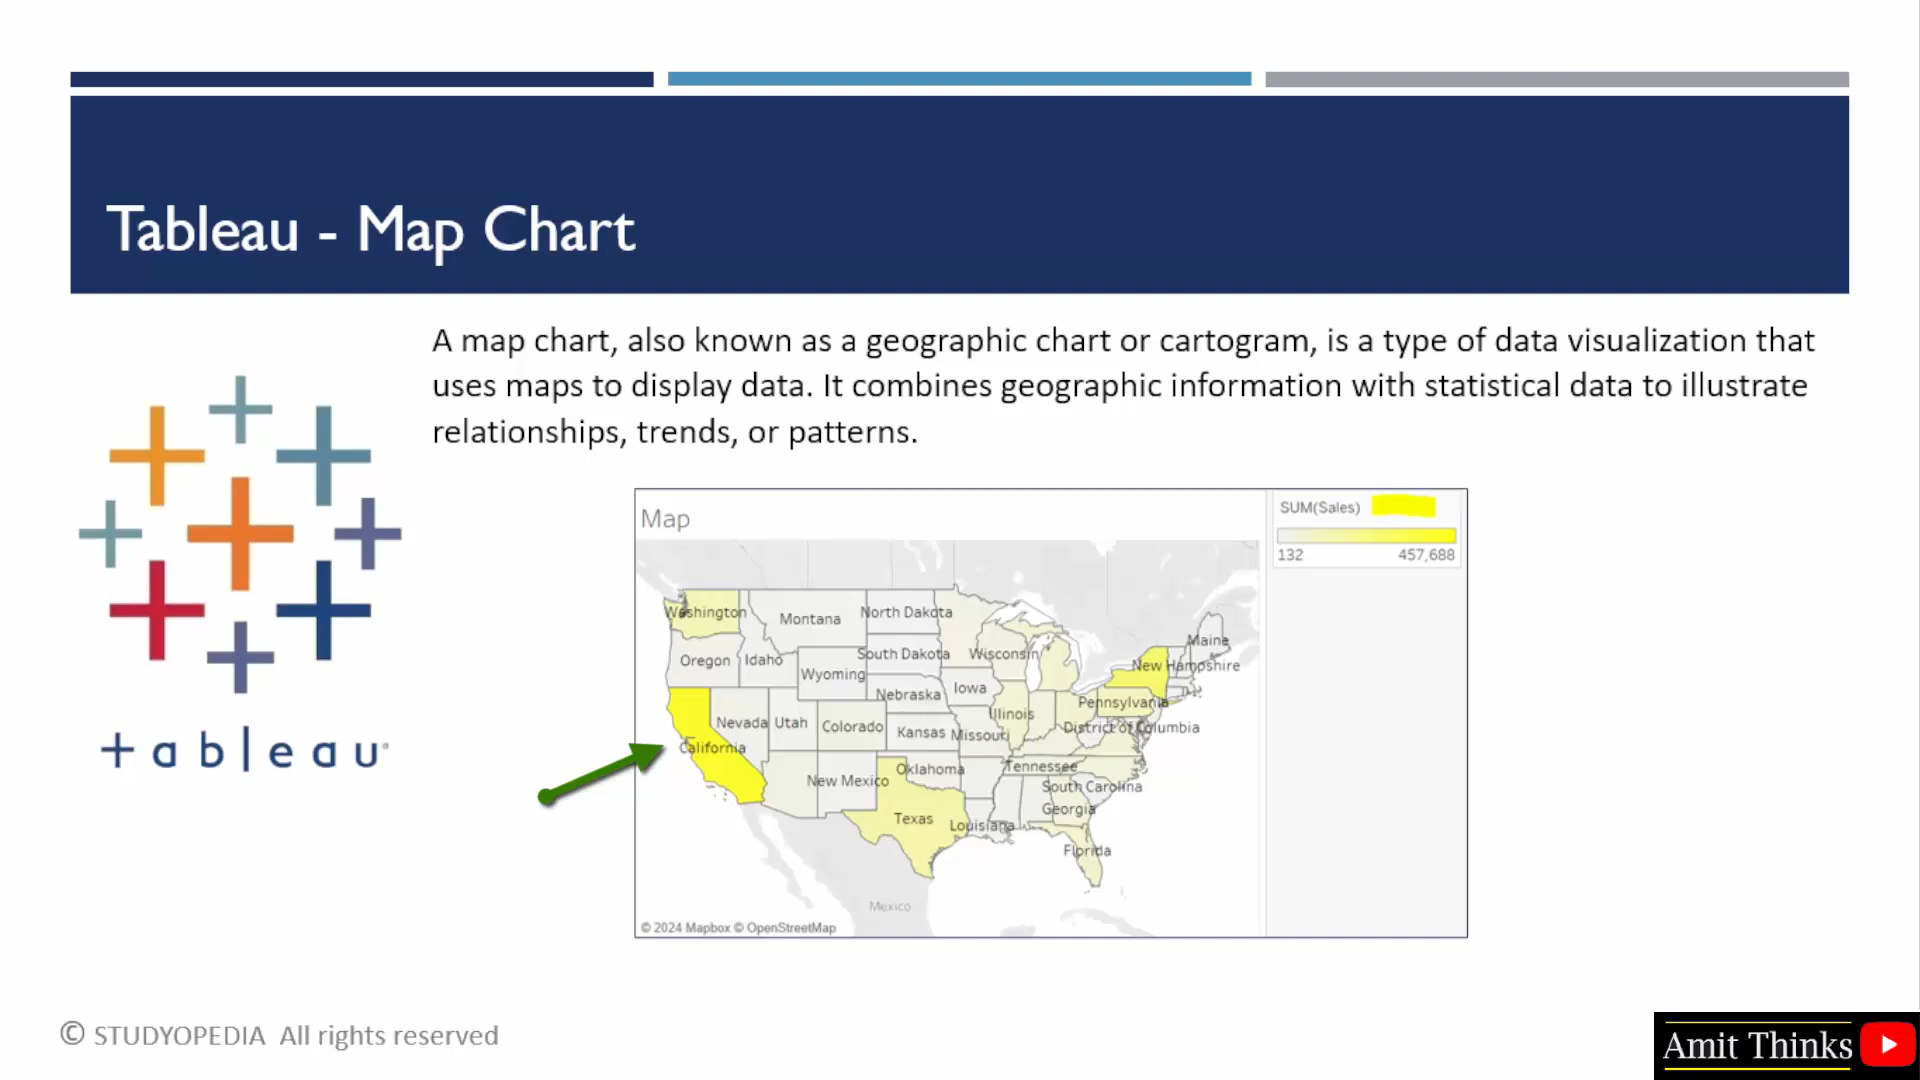 Tableau - Map Chart
A map chart, also known as a geographic chart or cartogram, is a type of data visualization that
uses maps to display data. It combines geographic information with statistical data to illustrate
relationships, trends, or patterns.
+ableau
Map
SUM(Sales)
132 457,688
Washington
Montana
North Dakota
Maine
Oregon
Idaho
South Dakota
Wisconsin
New Hampshire
Wyoming
Nebraska
Iowa
Pennsylvania
Nevada
Utah
Colorado
Kansas
Missouri
Illinois
District of Columbia
California
New Mexico
Oklahoma
Tennessee
South Carolina
Texas
Louisiana
Georgia
Florida
Mexico
© 2024 Mapbox © OpenStreetMap
© STUDYOPEDIA All rights reserved
Amit Thinks